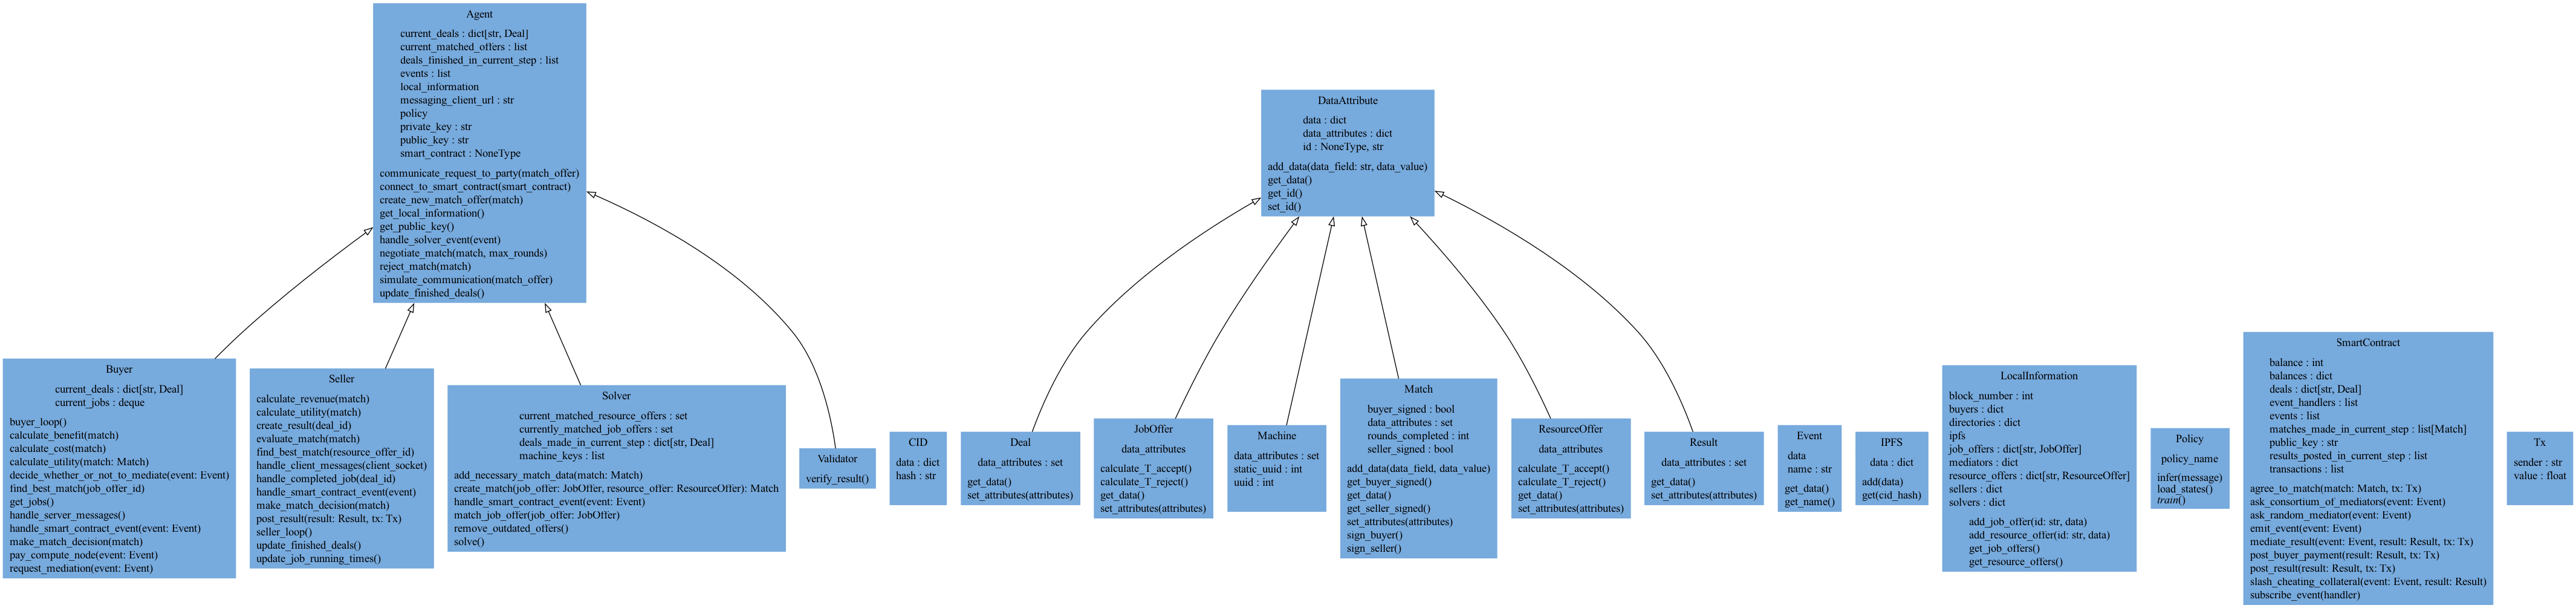 Agent
current_deals : dict[str, Deal]
current_matched_offers : list
deals_finished_in_current_step : list
events : list
local_information
messaging_client_url : str
policy
private_key : str
public_key : str
smart_contract : NoneType
communicate_request_to_party(match_offer)
connect_to_smart_contract(smart_contract)
create_new_match_offer(match)
get_local_information()
get_public_key()
handle_solver_event(event)
negotiate_match(match, max_rounds)
reject_match(match)
simulate_communication(match_offer)
update_finished_deals()
DataAttribute
data : dict
data_attributes : dict
id : NoneType, str
add_data(data_field: str, data_value)
get_data()
get_id()
set_id()
Buyer
current_deals : dict[str, Deal]
current_jobs : deque
buyer_loop()
calculate_benefit(match)
calculate_cost(match)
calculate_utility(match: Match)
decide_whether_or_not_to_mediate(event: Event)
find_best_match(job_offer_id)
get_jobs()
handle_server_messages()
handle_smart_contract_event(event: Event)
make_match_decision(match)
pay_compute_node(event: Event)
request_mediation(event: Event)
Seller
calculate_revenue(match)
calculate_utility(match)
create_result(deal_id)
evaluate_match(match)
find_best_match(resource_offer_id)
handle_client_messages(client_socket)
handle_completed_job(deal_id)
handle_smart_contract_event(event)
make_match_decision(match)
post_result(result: Result, tx: Tx)
seller_loop()
update_finished_deals()
update_job_running_times()
Solver
current_matched_resource_offers : set
currently_matched_job_offers : set
deals_made_in_current_step : dict[str, Deal]
machine_keys : list
add_necessary_match_data(match: Match)
create_match(job_offer: JobOffer, resource_offer: ResourceOffer): Match
handle_smart_contract_event(event: Event)
match_job_offer(job_offer: JobOffer)
remove_outdated_offers()
solve()
Validator
verify_result()
CID
data : dict
hash : str
Deal
data_attributes : set
get_data()
set_attributes(attributes)
JobOffer
data_attributes
calculate_T_accept()
calculate_T_reject()
get_data()
set_attributes(attributes)
Machine
data_attributes : set
static_uuid : int
uuid : int
Match
buyer_signed : bool
data_attributes : set
rounds_completed : int
seller_signed : bool
add_data(data_field, data_value)
get_buyer_signed()
get_data()
get_seller_signed()
set_attributes(attributes)
sign_buyer()
sign_seller()
ResourceOffer
data_attributes
calculate_T_accept()
calculate_T_reject()
get_data()
set_attributes(attributes)
Result
data_attributes : set
get_data()
set_attributes(attributes)
Event
data
name : str
get_data()
get_name()
IPFS
data : dict
add(data)
get(cid_hash)
LocalInformation
block_number : int
buyers : dict
directories : dict
ipfs
job_offers : dict[str, JobOffer]
mediators : dict
resource_offers : dict[str, ResourceOffer]
sellers : dict
solvers : dict
add_job_offer(id: str, data)
add_resource_offer(id: str, data)
get_job_offers()
get_resource_offers()
Policy
policy_name
infer(message)
load_states()
train()
SmartContract
balance : int
balances : dict
deals : dict[str, Deal]
event_handlers : list
events : list
matches_made_in_current_step : list[Match]
public_key : str
results_posted_in_current_step : list
transactions : list
agree_to_match(match: Match, tx: Tx)
ask_consortium_of_mediators(event: Event)
ask_random_mediator(event: Event)
emit_event(event: Event)
mediate_result(event: Event, result: Result, tx: Tx)
post_buyer_payment(result: Result, tx: Tx)
post_result(result: Result, tx: Tx)
slash_cheating_collateral(event: Event, result: Result)
subscribe_event(handler)
Tx
sender : str
value : float